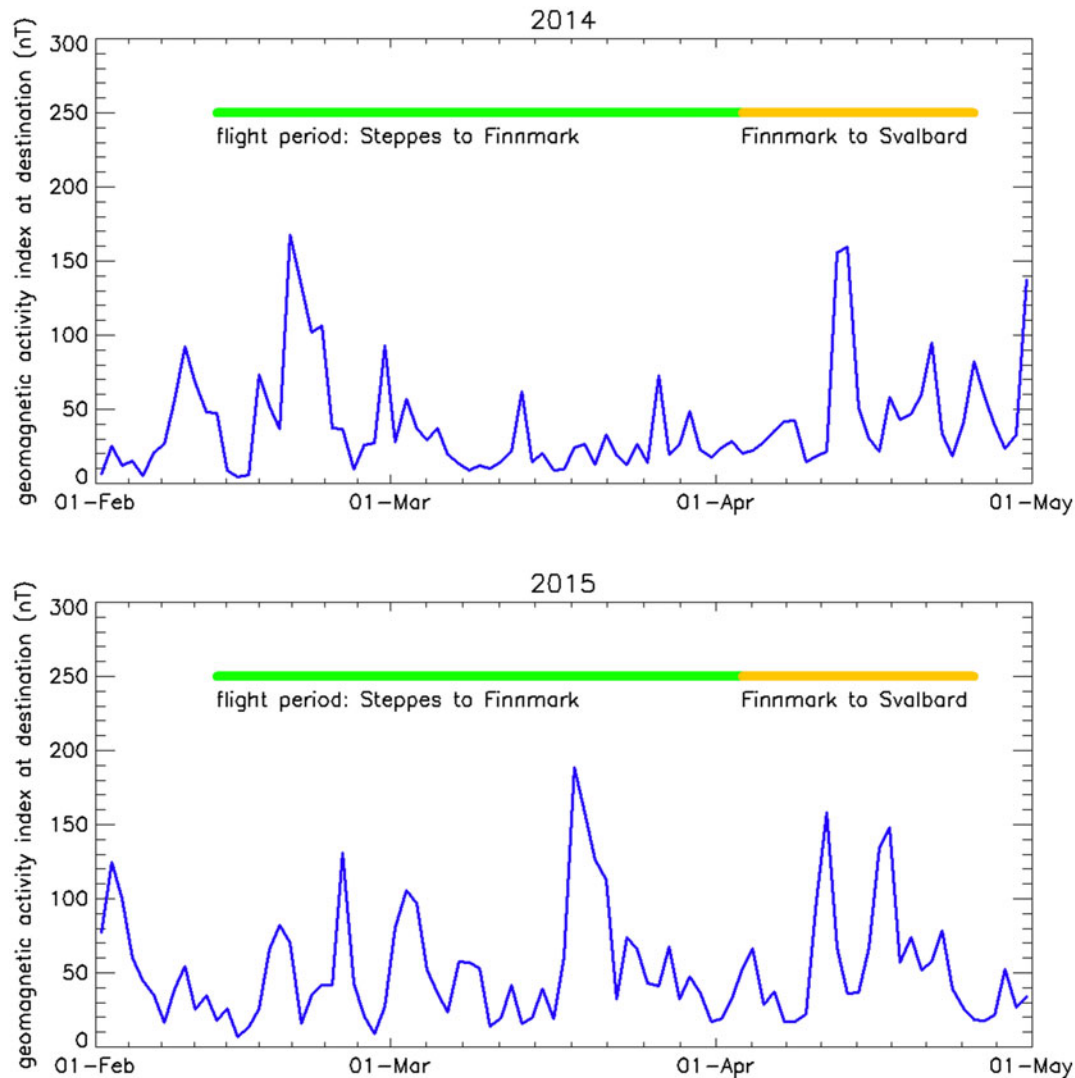 2014
geomagnetic activity index at destination (nT)
300
250
200
150
100
50
0
flight period: Steppes to Finnmark
Finnmark to Svalbard
01-Feb
01-Mar
01-Apr
01-May
2015
geomagnetic activity index at destination (nT)
300
250
200
150
100
50
0
flight period: Steppes to Finnmark
Finnmark to Svalbard
01-Feb
01-Mar
01-Apr
01-May